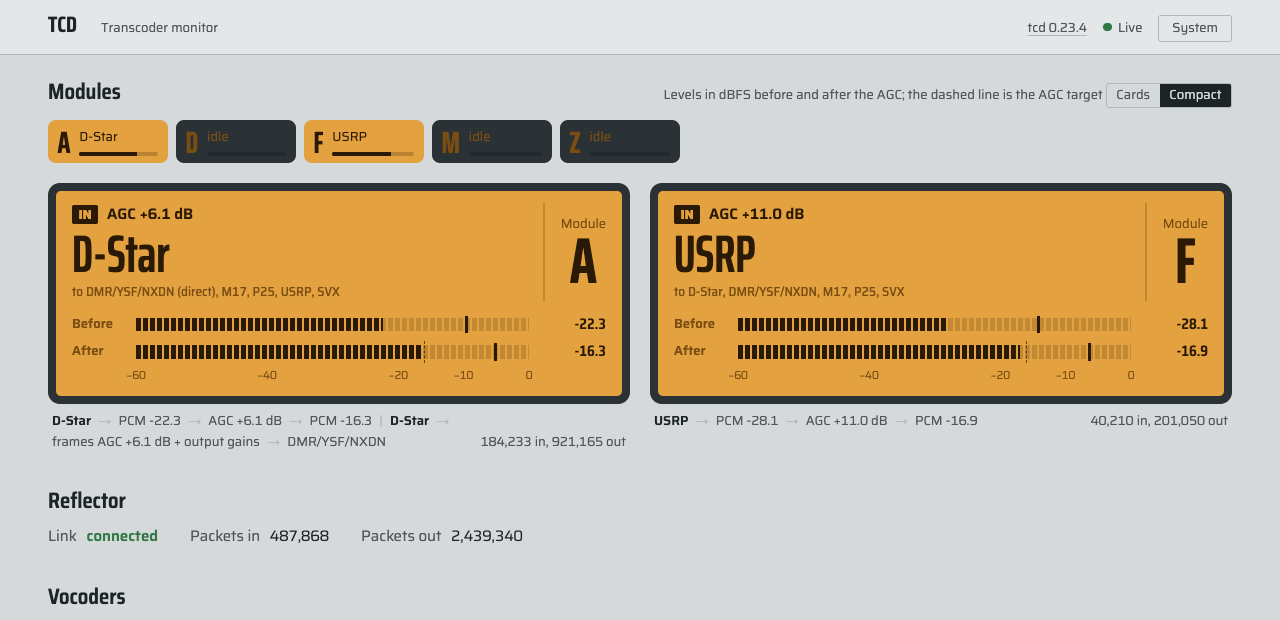 TCD Transcoder monitor tcd 0.23.4 Live System
Modules Levels in dBFS before and after the AGC; the dashed line is the AGC target Cards Compact
A D-Star D idle F USRP M idle Z idle
IN AGC +6.1 dB
D-Star
to DMR/YSF/NXDN (direct), M17, P25, USRP, SVX
Module
A
Before -22.3
After -16.3
-60 -40 -20 -10 0
D-Star → PCM -22.3 → AGC +6.1 dB → PCM -16.3 | D-Star →
frames AGC +6.1 dB + output gains → DMR/YSF/NXDN 184,233 in, 921,165 out
IN AGC +11.0 dB
USRP
to D-Star, DMR/YSF/NXDN, M17, P25, SVX
Module
F
Before -28.1
After -16.9
-60 -40 -20 -10 0
USRP → PCM -28.1 → AGC +11.0 dB → PCM -16.9 40,210 in, 201,050 out
Reflector
Link connected Packets in 487,868 Packets out 2,439,340
Vocoders